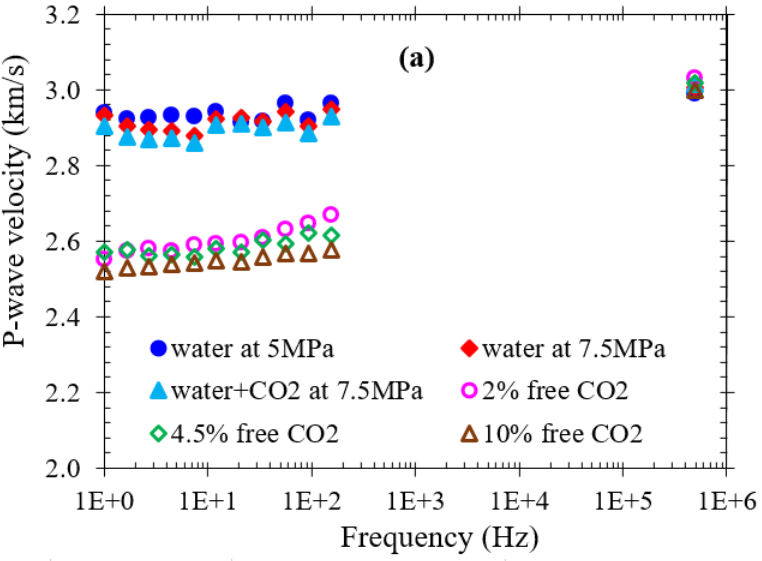 3.2
(a)
3.0
2.8
2.6
2.4
2.2
2.0
P-wave velocity (km/s)
water at 5MPa
water at 7.5MPa
water+CO2 at 7.5MPa
2% free CO2
4.5% free CO2
10% free CO2
1E+0 1E+1 1E+2 1E+3 1E+4 1E+5 1E+6
Frequency (Hz)